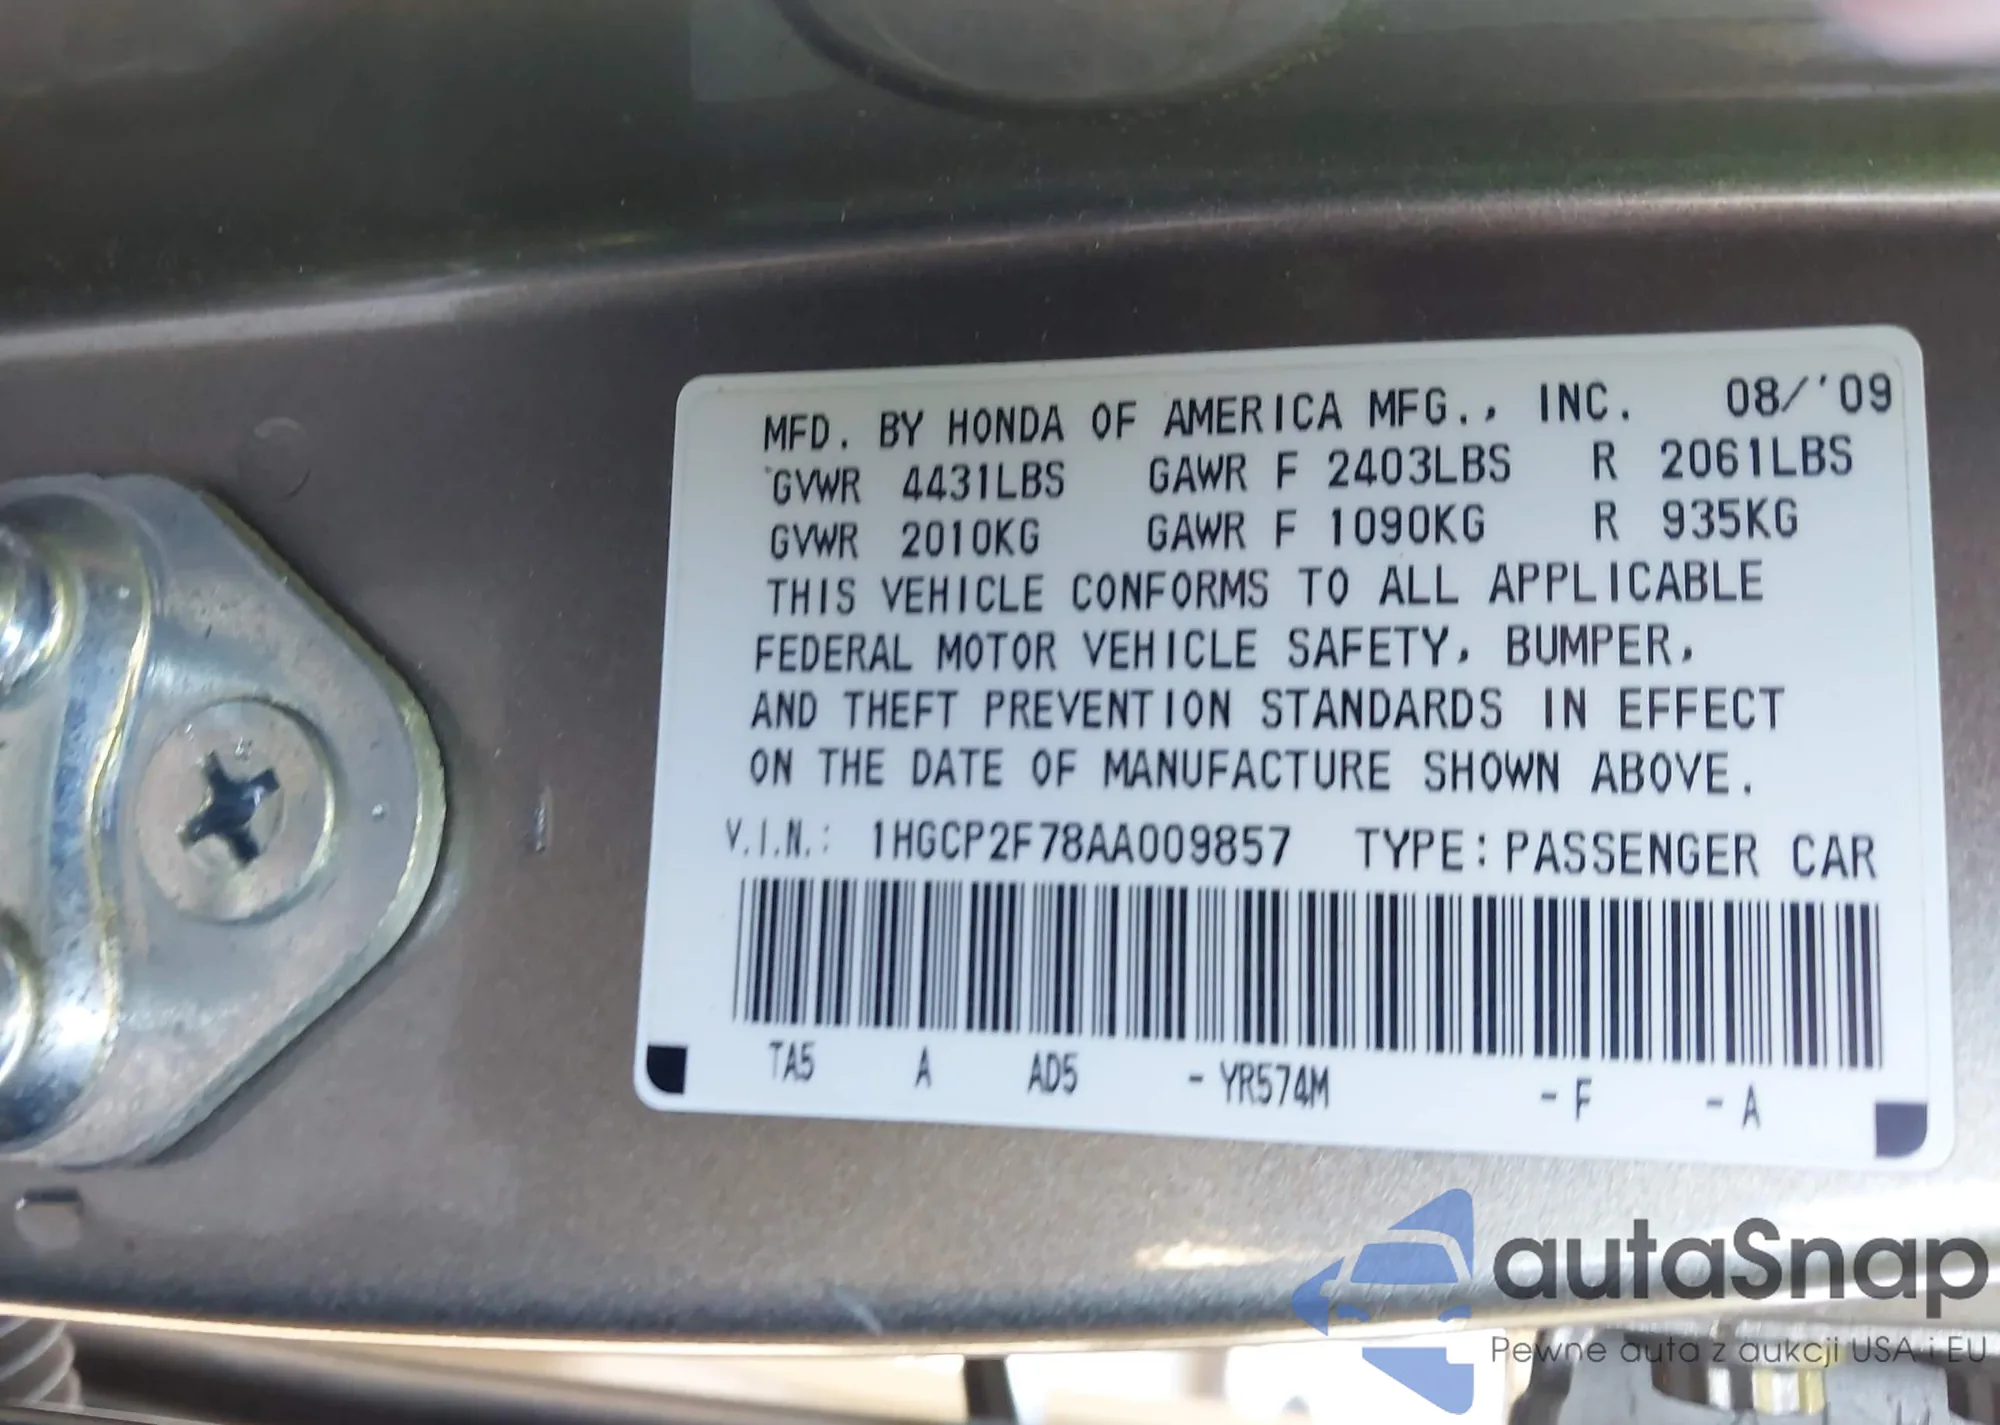 MFD. BY HONDA OF AMERICA MFG., INC. 08/'09
GVWR 4431LBS GAWR F 2403LBS R 2061LBS
GVWR 2010KG GAWR F 1090KG R 935KG
THIS VEHICLE CONFORMS TO ALL APPLICABLE
FEDERAL MOTOR VEHICLE SAFETY, BUMPER,
AND THEFT PREVENTION STANDARDS IN EFFECT
ON THE DATE OF MANUFACTURE SHOWN ABOVE.
V.I.N.: 1HGCP2F78AA009857 TYPE: PASSENGER CAR
TA5 A AD5 - YR574M - F - A
autaSnap
Pewne auta z aukcji USA i EU